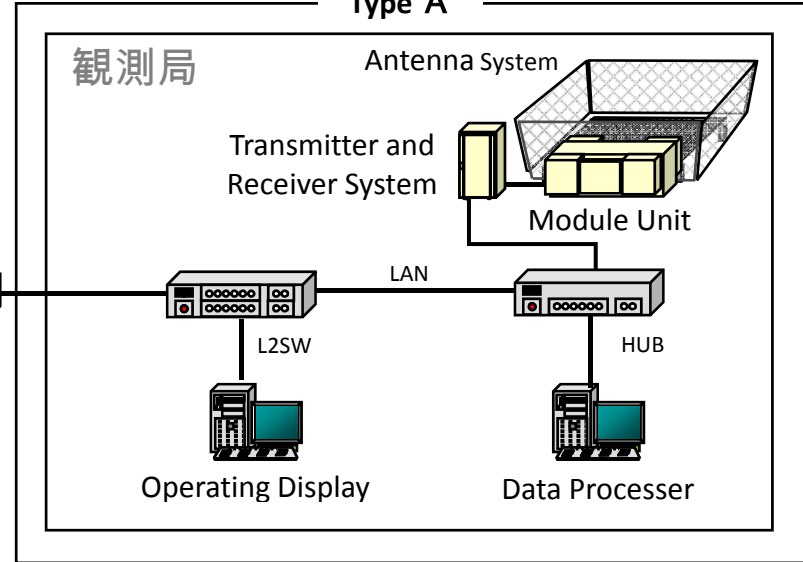 Type A
観測局
Antenna System
Transmitter and
Receiver System
Module Unit
LAN
L2SW
HUB
Operating Display
Data Processer